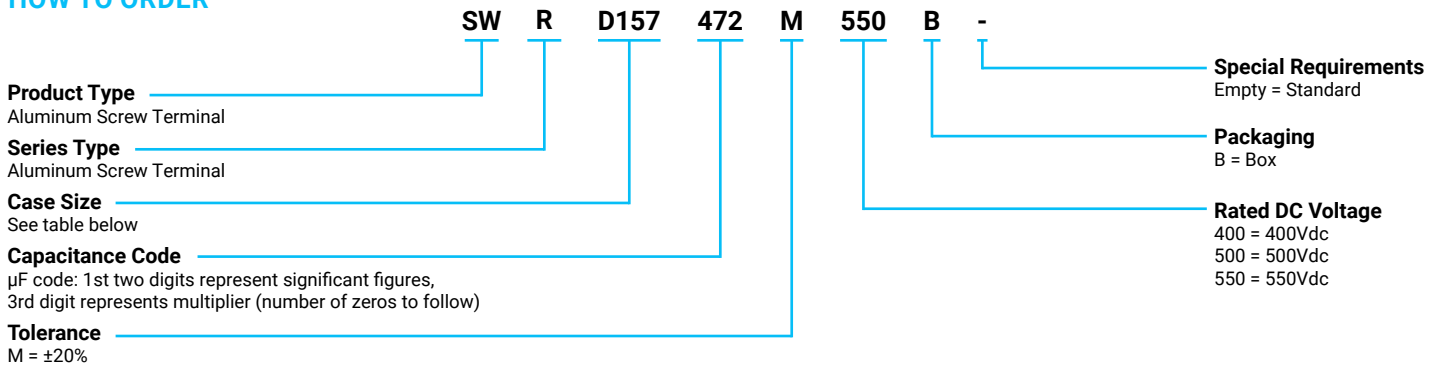 HOW TO ORDER
SW R D157 472 M 550 B -
Product Type
Aluminum Screw Terminal
Series Type
Aluminum Screw Terminal
Case Size
See table below
Capacitance Code
µF code: 1st two digits represent significant figures,
3rd digit represents multiplier (number of zeros to follow)
Tolerance
M = ±20%
Special Requirements
Empty = Standard
Packaging
B = Box
Rated DC Voltage
400 = 400Vdc
500 = 500Vdc
550 = 550Vdc